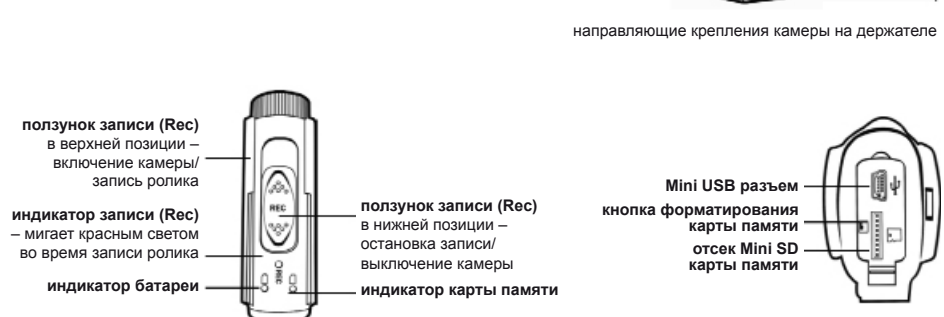 направляющие крепления камеры на держателе
ползунок записи (Rec)
в верхней позиции –
включение камеры/
запись ролика
индикатор записи (Rec)
– мигает красным светом
во время записи ролика
индикатор батареи
REC
REC
ползунок записи (Rec)
в нижней позиции –
остановка записи/
выключение камеры
индикатор карты памяти
Mini USB разъем
кнопка форматирования
карты памяти
отсек Mini SD
карты памяти